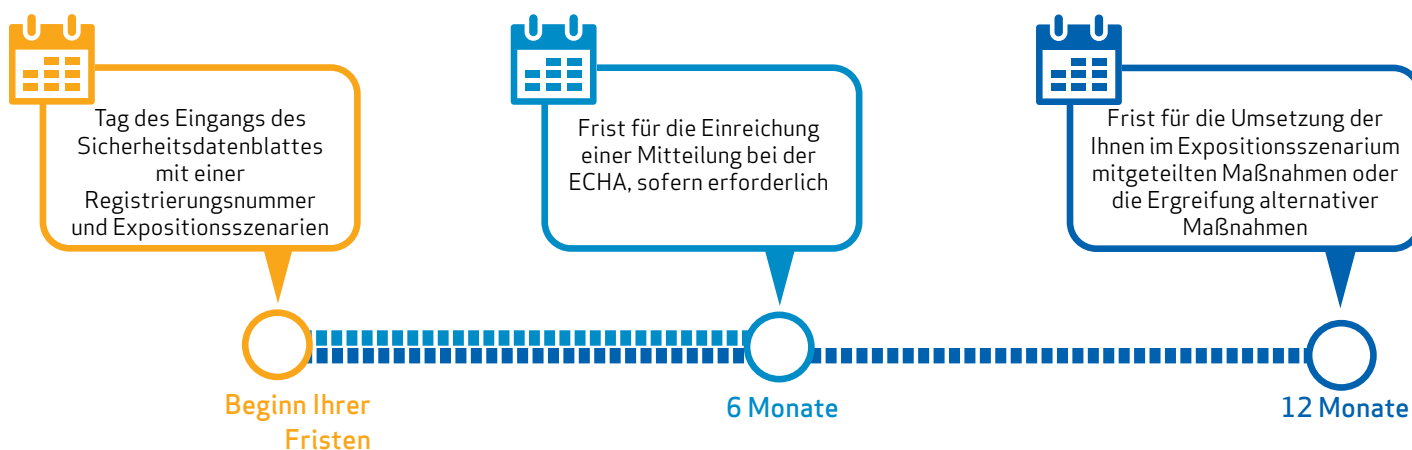 Tag des Eingangs des
Sicherheitsdatenblattes
mit einer
Registrierungsnummer
und Expositionsszenarien
Frist für die Einreichung
einer Mitteilung bei der
ECHA, sofern erforderlich
Frist für die Umsetzung der
Ihnen im Expositionsszenarium
mitgeteilten Maßnahmen oder
die Ergreifung alternativer
Maßnahmen
Beginn Ihrer
Fristen
6 Monate
12 Monate